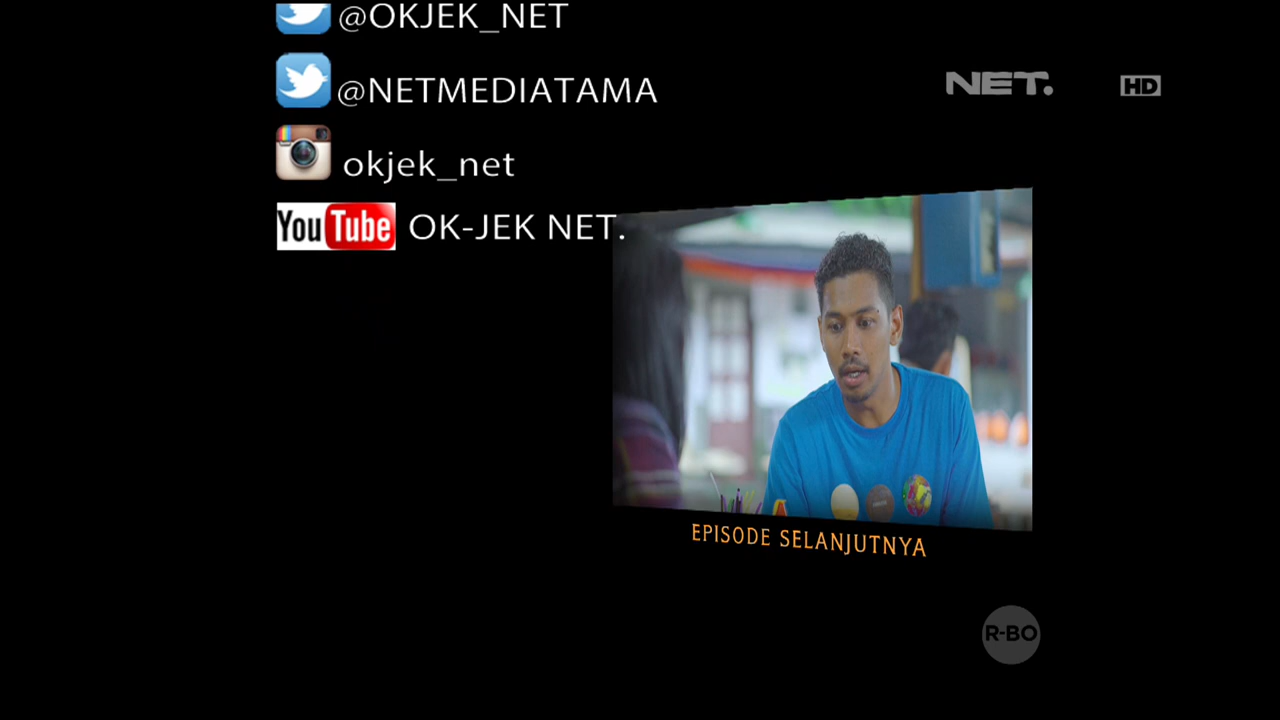 @OKJEK_NET
@NETMEDIATAMA
okjek_net
YouTube OK-JEK NET.
NET.
HD
EPISODE SELANJUTNYA
R-BO